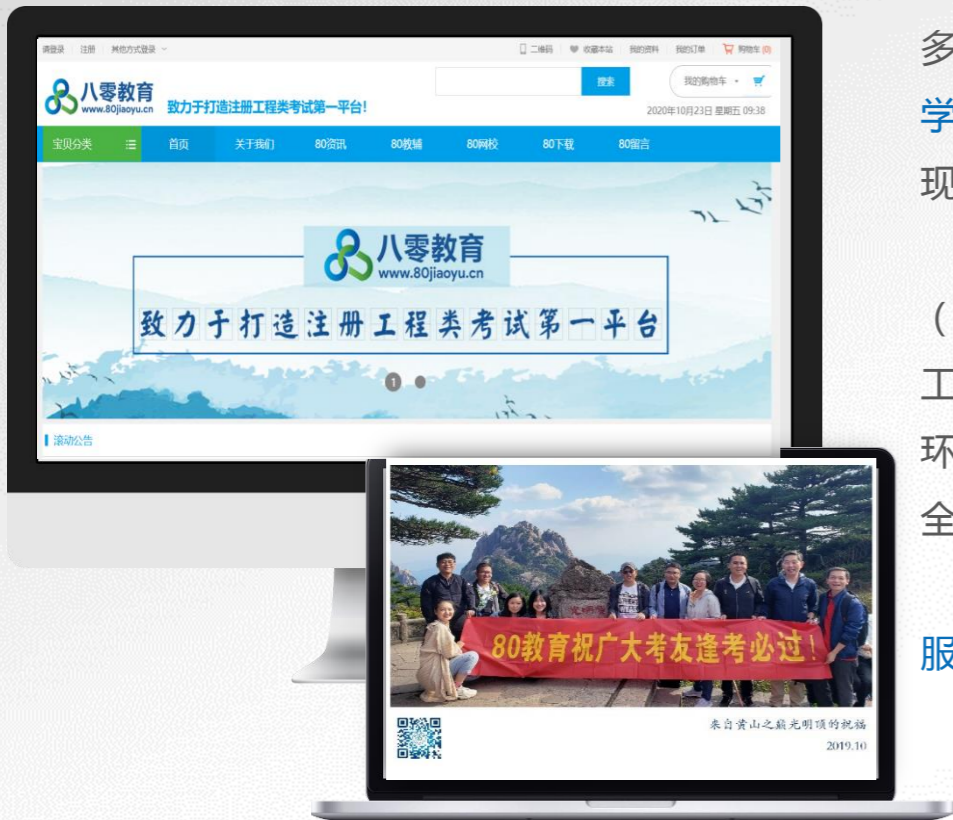 请登录 注册 其他方式登录
二维码 收藏本站 我的资料 我的订单 购物车 (0)
八零教育
www.80jiaoyu.cn
致力于打造注册工程类考试第一平台!
搜索
我的购物车
2020年10月23日 星期五 09:38
宝贝分类 首页 关于我们 80资讯 80教辅 80网校 80下载 80留言
八零教育
www.80jiaoyu.cn
致力于打造注册工程类考试第一平台
1
滚动公告
光明顶
80教育祝广大考友逢考必过!
来自黄山之巅光明顶的祝福
2019.10
多
学
现
(
工
环
全
服